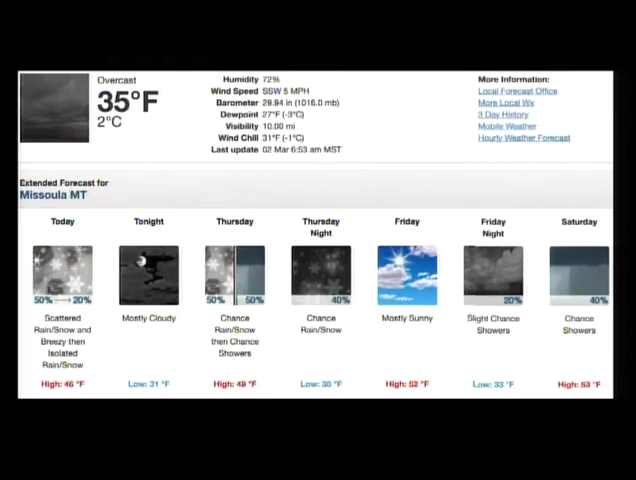 Overcast
35°F
2°C
Humidity 72%
Wind Speed SSW 5 MPH
Barometer 29.94 in (1016.0 mb)
Dewpoint 27°F (-3°C)
Visibility 10.00 mi
Wind Chill 31°F (-1°C)
Last update 02 Mar 6:53 am MST
More Information:
Local Forecast Office
More Local Wx
3 Day History
Mobile Weather
Hourly Weather Forecast
Extended Forecast for
Missoula MT
Today
50% 20%
Scattered
Rain/Snow and
Breezy then
Isolated
Rain/Snow
High: 46 °F
Tonight
Mostly Cloudy
Low: 31 °F
Thursday
50% 50%
Chance
Rain/Snow
then Chance
Showers
High: 49 °F
Thursday
Night
40%
Chance
Rain/Snow
Low: 30 °F
Friday
Mostly Sunny
High: 52 °F
Friday
Night
20%
Slight Chance
Showers
Low: 33 °F
Saturday
40%
Chance
Showers
High: 53 °F